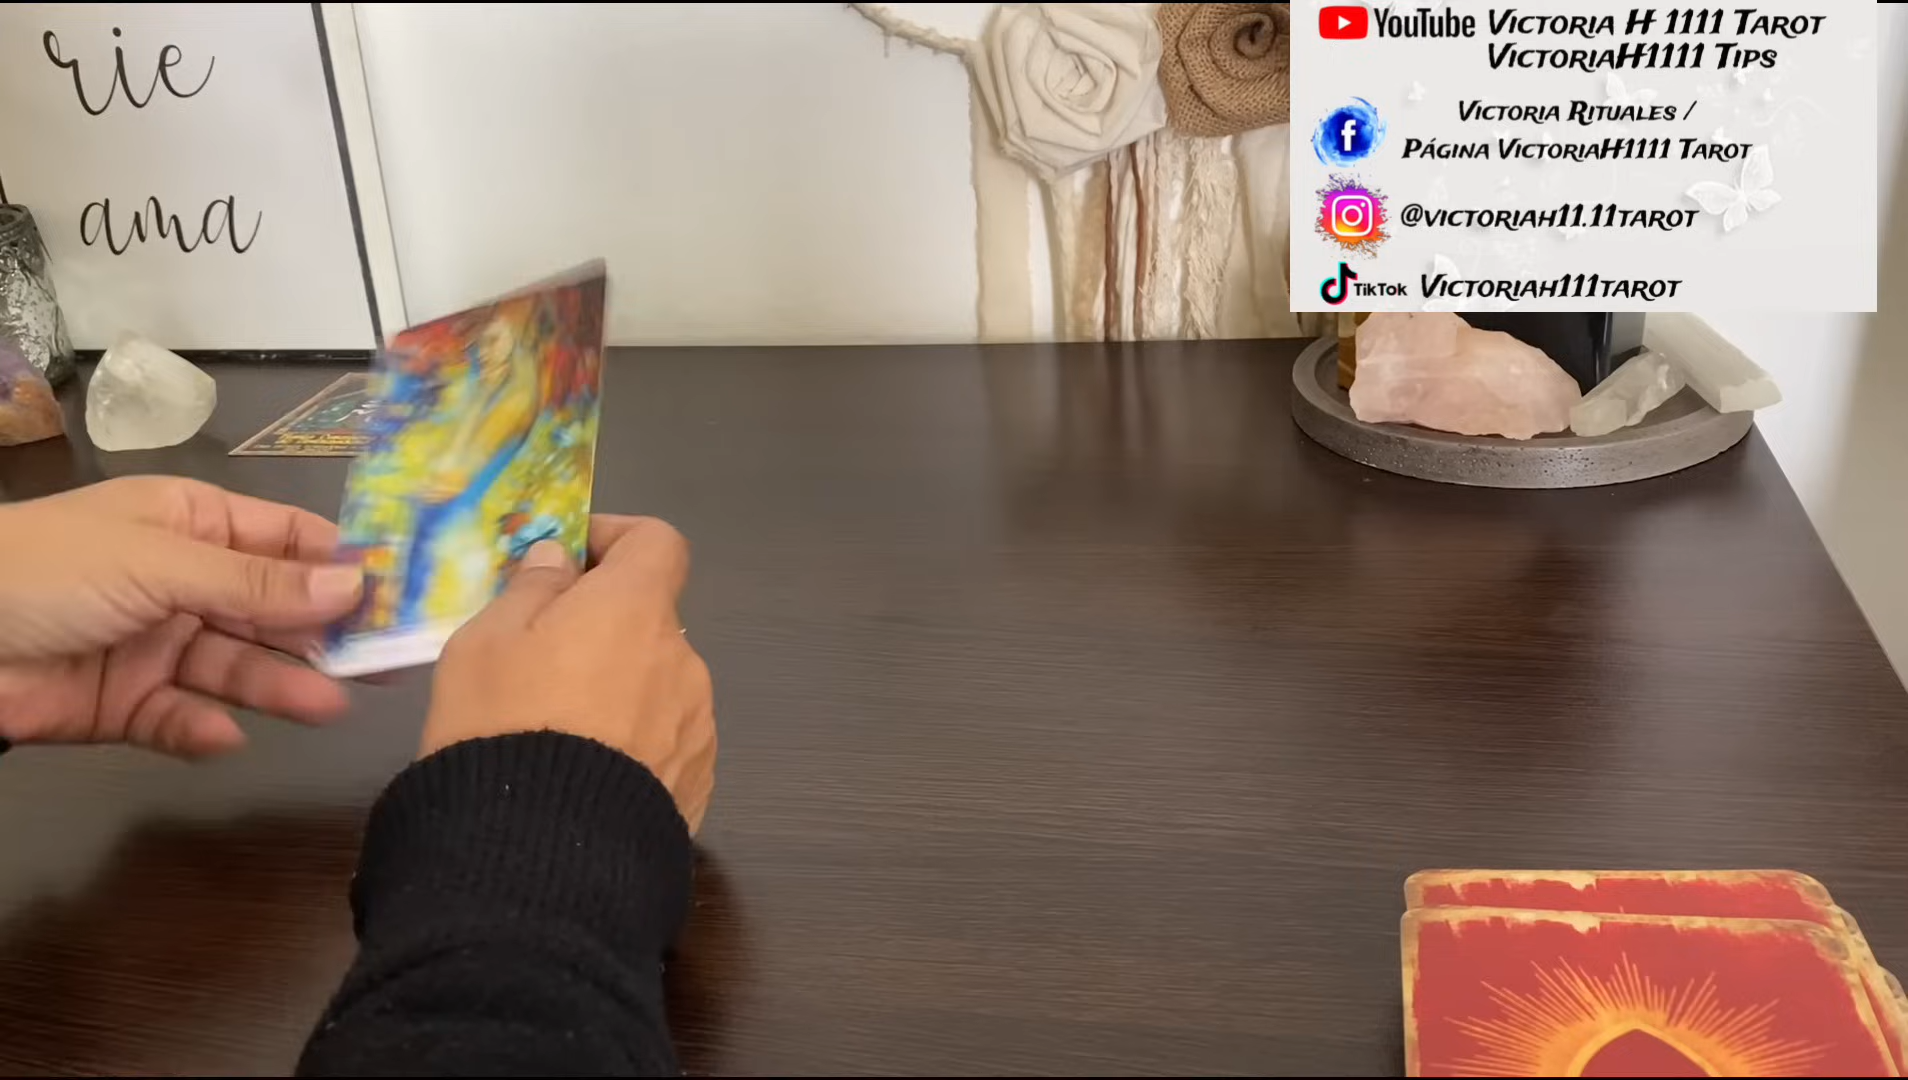 rie
ama
YouTube VICTORIA H 1111 TAROT
VICTORIAH1111 TIPS
VICTORIA RITUALES /
PÁGINA VICTORIAH1111 TAROT
@VICTORIAH11.11TAROT
TikTok VICTORIAH111TAROT